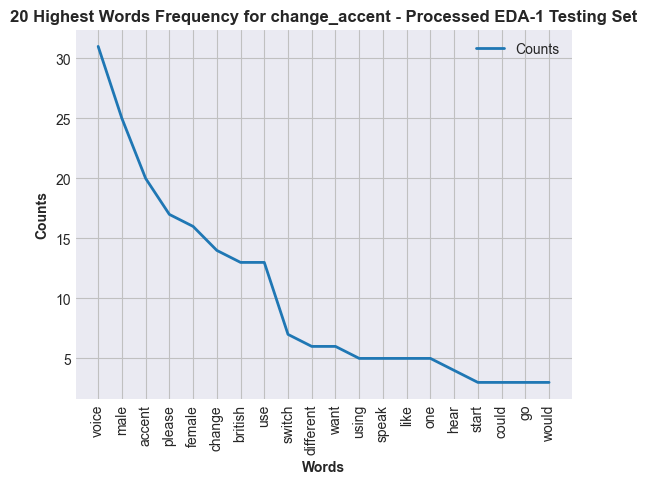 20 Highest Words Frequency for change_accent - Processed EDA-1 Testing Set
Counts
30
25
20
15
10
5
Counts
voice
male
accent
please
female
change
british
use
switch
different
want
using
speak
like
one
hear
start
could
go
would
Words